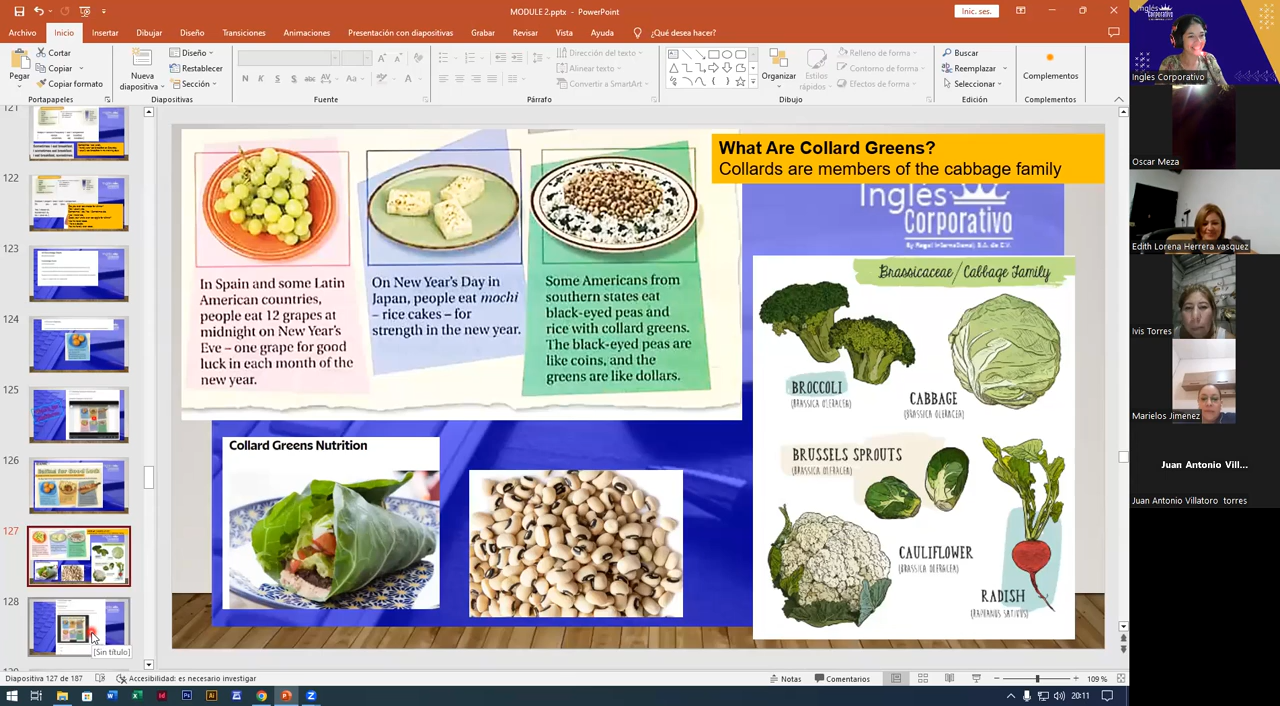 MODULE 2.pptx - PowerPoint
Inic. ses.
Archivo Inicio Insertar Dibujar Diseño Transiciones Animaciones Presentación con diapositivas Grabar Revisar Vista Ayuda ¿Qué desea hacer?
Pegar
Cortar
Copiar
Copiar formato
Portapapeles
Nueva diapositiva
Diseño
Restablecer
Sección
Diapositivas
N K S S abc AV Aa A
Fuente
Dirección del texto
Alinear texto
Convertir a SmartArt
Párrafo
Organizar
Estilos rápidos
Relleno de forma
Contorno de forma
Efectos de forma
Dibujo
Buscar
Reemplazar
Seleccionar
Edición
Complementos
Complementos
121
122
123
124
125
126
Eating for Good Luck
127
128
[Sin título]
In Spain and some Latin
American countries,
people eat 12 grapes at
midnight on New Year's
Eve – one grape for good
luck in each month of the
new year.
On New Year's Day in
Japan, people eat mochi
– rice cakes – for
strength in the new year.
Some Americans from
southern states eat
black-eyed peas and
rice with collard greens.
The black-eyed peas are
like coins, and the
greens are like dollars.
What Are Collard Greens?
Collards are members of the cabbage family
Inglés
Corporativo
By Magol International S.A. de C.V.
Collard Greens Nutrition
Brassicaceae / Cabbage Family
BROCCOLI
(BRASSICA OLERACEA)
CABBAGE
(BRASSICA OLERACEA)
BRUSSELS SPROUTS
(BRASSICA OLERACEA)
CAULIFLOWER
(BRASSICA OLERACEA)
RADISH
(RAPHANUS SATIVUS)
Inglés
Corporativo
Ingles Corporativo
Oscar Meza
Edith Lorena Herrera vasquez
Ivis Torres
Marielos Jimenez
Juan Antonio Vill...
Juan Antonio Villatoro torres
Diapositiva 127 de 187
Accesibilidad: es necesario investigar
Notas
Comentarios
109 %
20:11